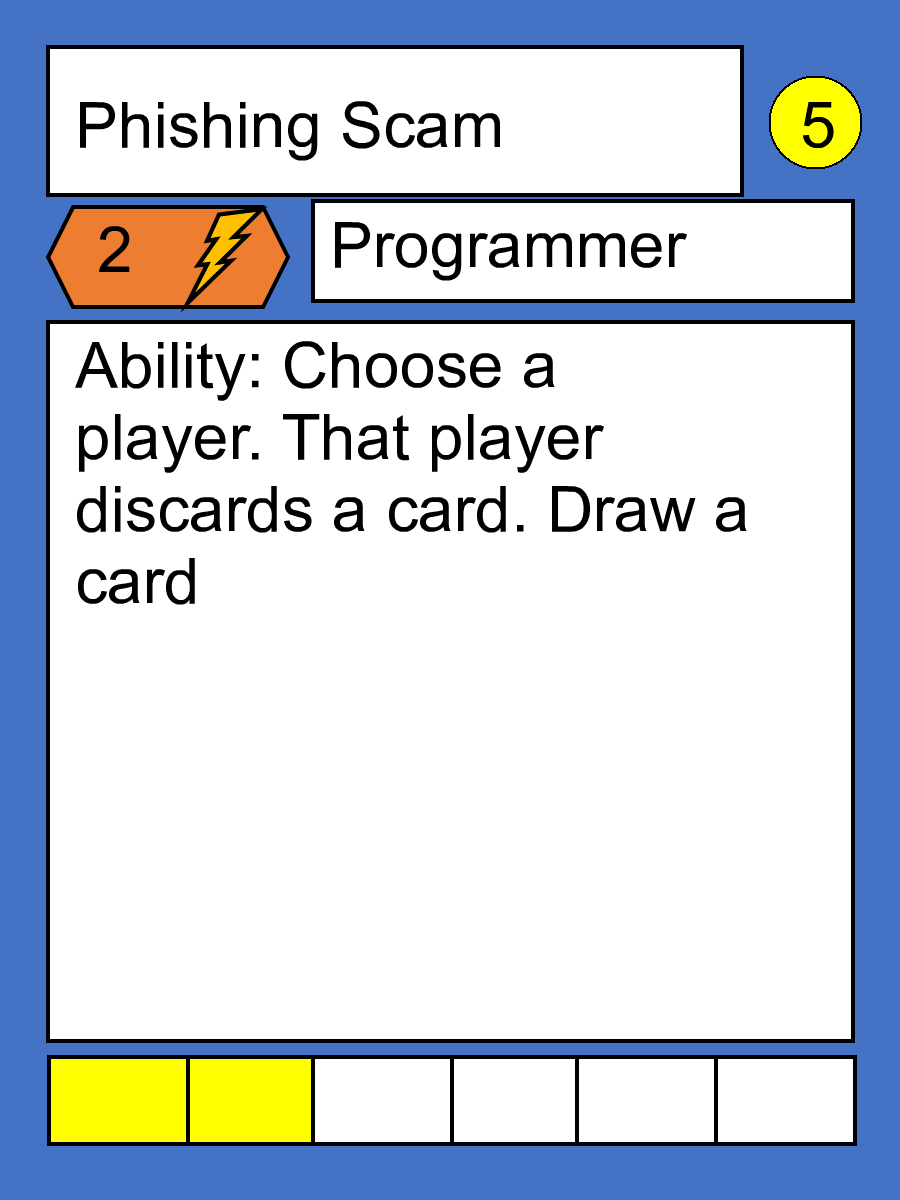 Phishing Scam
5
2
Programmer
Ability: Choose a
player. That player
discards a card. Draw a
card